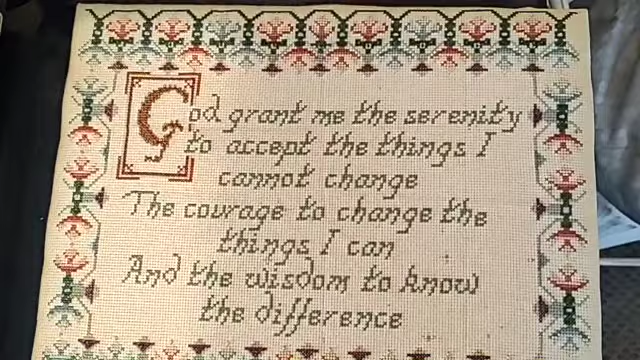 God grant me the serenity
to accept the things I
cannot change
The courage to change the
things I can
And the wisdom to know
the difference